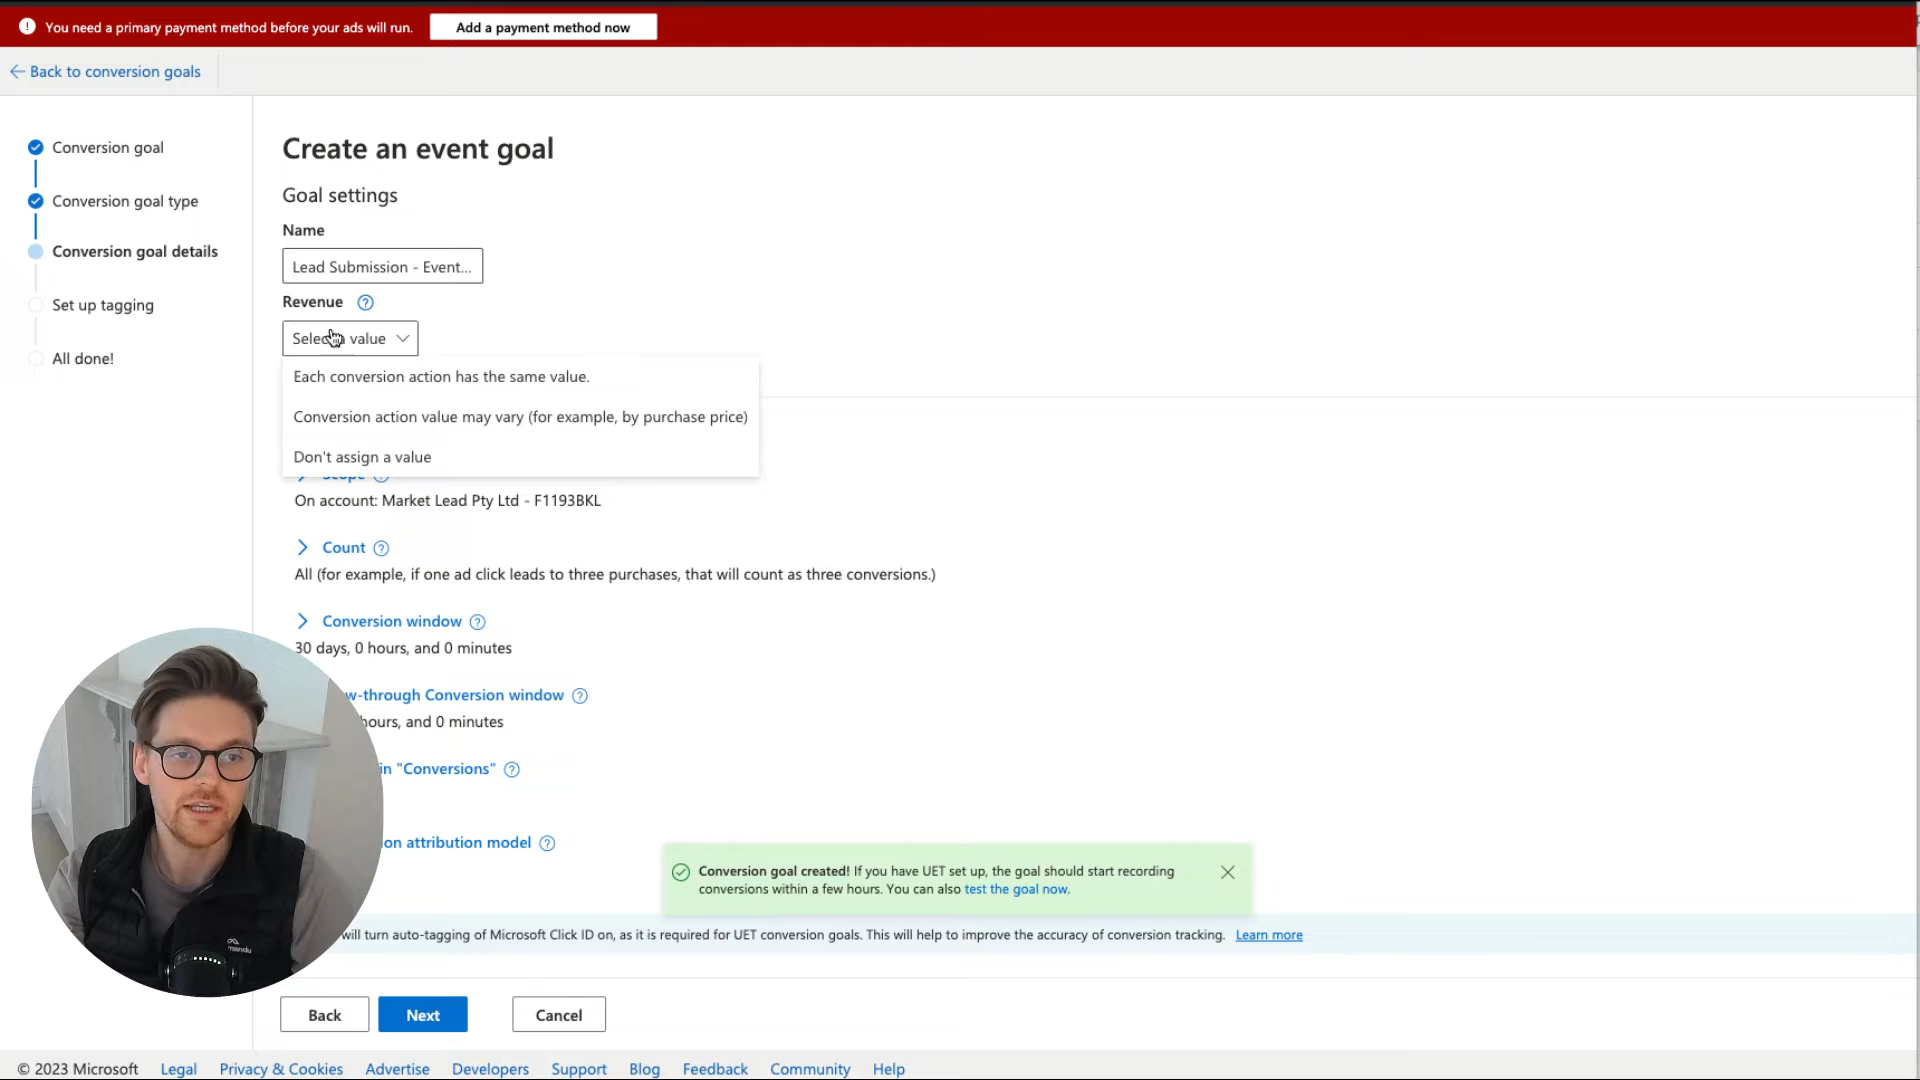 You need a primary payment method before your ads will run.
Add a payment method now
Back to conversion goals
Conversion goal
Conversion goal type
Conversion goal details
Set up tagging
All done!
Create an event goal
Goal settings
Name
Lead Submission - Event...
Revenue
value
Each conversion action has the same value.
Conversion action value may vary (for example, by purchase price)
Don't assign a value
Scope
On account: Market Lead Pty Ltd - F1193BKL
Count
All (for example, if one ad click leads to three purchases, that will count as three conversions.)
Conversion window
30 days, 0 hours, and 0 minutes
w-through Conversion window
hours, and 0 minutes
in "Conversions"
on attribution model
Conversion goal created! If you have UET set up, the goal should start recording
conversions within a few hours. You can also test the goal now.
will turn auto-tagging of Microsoft Click ID on, as it is required for UET conversion goals. This will help to improve the accuracy of conversion tracking. Learn more
Back
Next
Cancel
© 2023 Microsoft Legal Privacy & Cookies Advertise Developers Support Blog Feedback Community Help